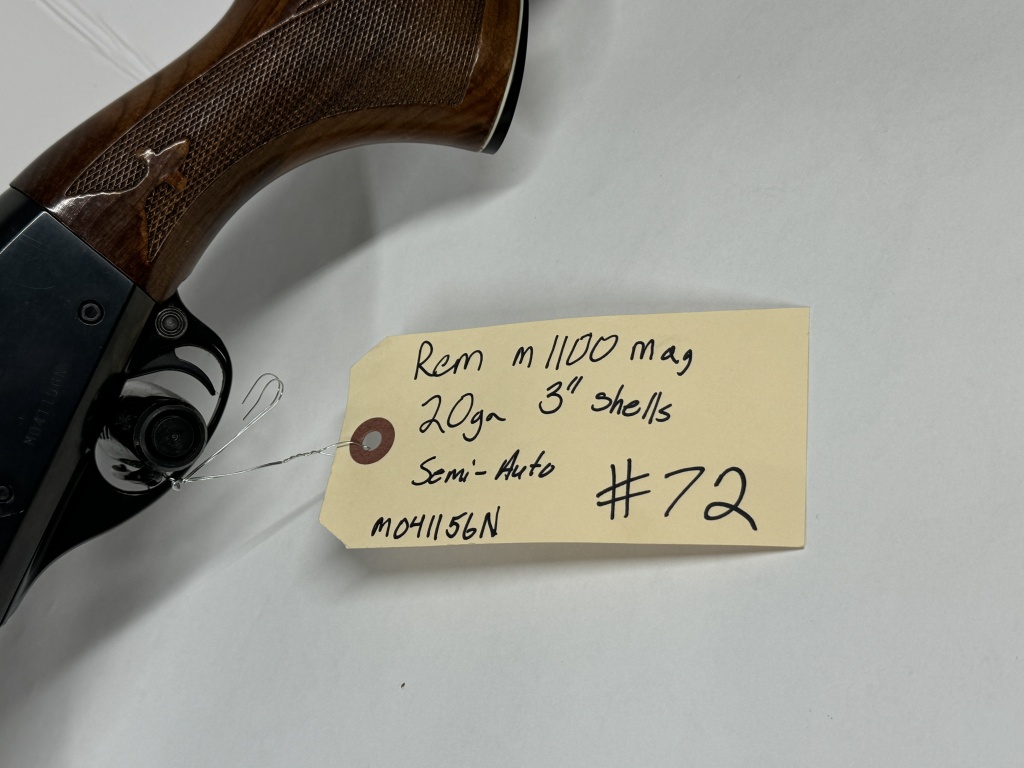 Rem m1100 mag
20ga 3" shells
Semi-Auto
#72
M041156N